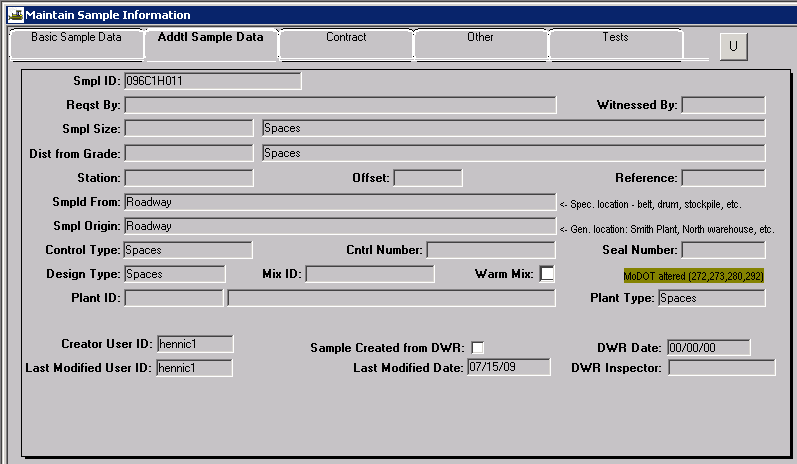 Maintain Sample Information
Basic Sample Data Addtl Sample Data Contract Other Tests U
Smpl ID: 096C1H011
Reqst By: Witnessed By:
Smpl Size: Spaces
Dist from Grade: Spaces
Station: Offset: Reference:
Smpld From: Roadway <- Spec. location - belt, drum, stockpile, etc.
Smpl Origin: Roadway <- Gen. location: Smith Plant, North warehouse, etc.
Control Type: Spaces Cntrl Number: Seal Number:
Design Type: Spaces Mix ID: Warm Mix: MoDOT altered (272,273,280,292)
Plant ID: Plant Type: Spaces
Creator User ID: hennic1 Sample Created from DWR: DWR Date: 00/00/00
Last Modified User ID: hennic1 Last Modified Date: 07/15/09 DWR Inspector: